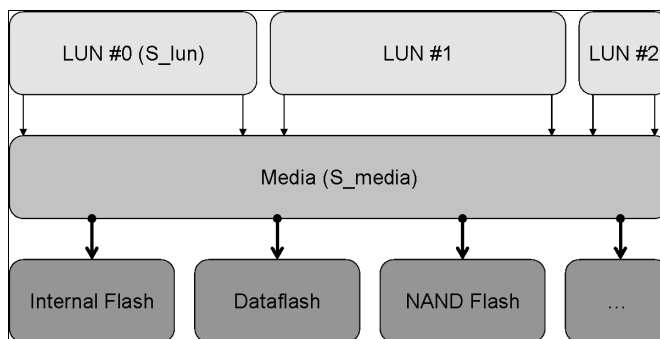 LUN #0 (S_lun)
LUN #1
LUN #2
Media (S_media)
Internal Flash
Dataflash
NAND Flash
...